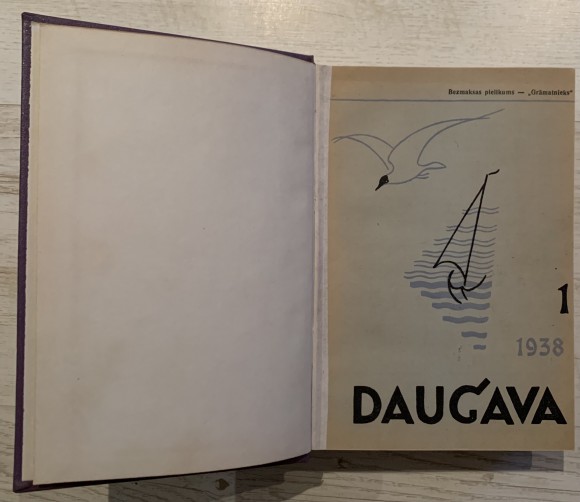 Bezmaksas pielikums — „Grāmatnieks"
1
1938
DAUGAVA